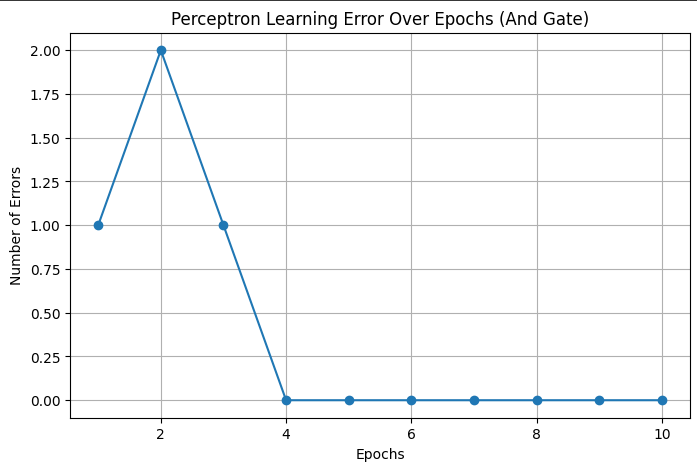 Perceptron Learning Error Over Epochs (And Gate)
Number of Errors
2.00
1.75
1.50
1.25
1.00
0.75
0.50
0.25
0.00
2 4 6 8 10
Epochs